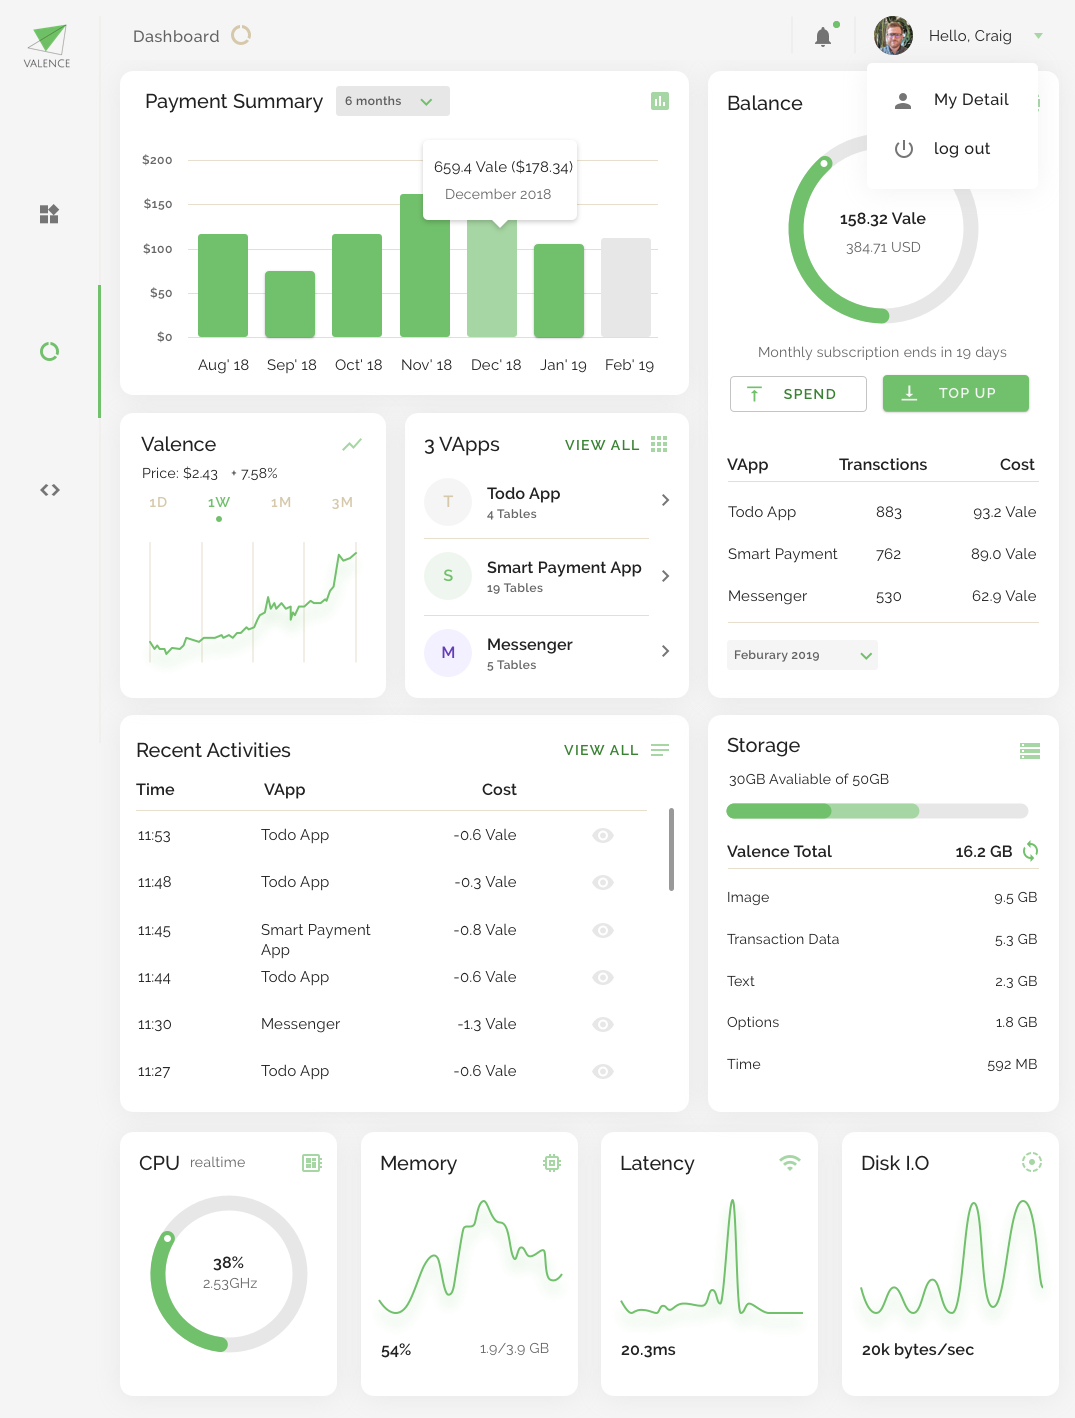 VALENCE
Dashboard
Hello, Craig
My Detail
log out
Payment Summary
6 months
$200
$150
$100
$50
$0
659.4 Vale ($178.34)
December 2018
Aug' 18 Sep' 18 Oct' 18 Nov' 18 Dec' 18 Jan' 19 Feb' 19
Balance
158.32 Vale
384.71 USD
Monthly subscription ends in 19 days
SPEND
TOP UP
VApp Transctions Cost
Todo App 883 93.2 Vale
Smart Payment 762 89.0 Vale
Messenger 530 62.9 Vale
Feburary 2019
Valence
Price: $2.43 + 7.58%
1D 1W 1M 3M
3 VApps
VIEW ALL
T
Todo App
4 Tables
S
Smart Payment App
19 Tables
M
Messenger
5 Tables
Recent Activities
VIEW ALL
Time VApp Cost
11:53 Todo App -0.6 Vale
11:48 Todo App -0.3 Vale
11:45 Smart Payment -0.8 Vale
App
11:44 Todo App -0.6 Vale
11:30 Messenger -1.3 Vale
11:27 Todo App -0.6 Vale
Storage
30GB Avaliable of 50GB
Valence Total 16.2 GB
Image 9.5 GB
Transaction Data 5.3 GB
Text 2.3 GB
Options 1.8 GB
Time 592 MB
CPU realtime
38%
2.53GHz
Memory
54% 1.9/3.9 GB
Latency
20.3ms
Disk I.O
20k bytes/sec